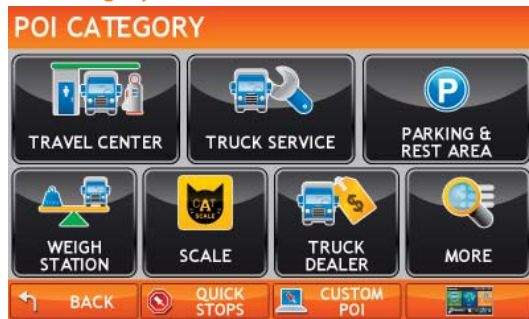 POI CATEGORY
TRAVEL CENTER
TRUCK SERVICE
P
PARKING &
REST AREA
CAT
SCALE
WEIGH
STATION
SCALE
TRUCK
DEALER
MORE
BACK
QUICK
STOPS
CUSTOM
POI